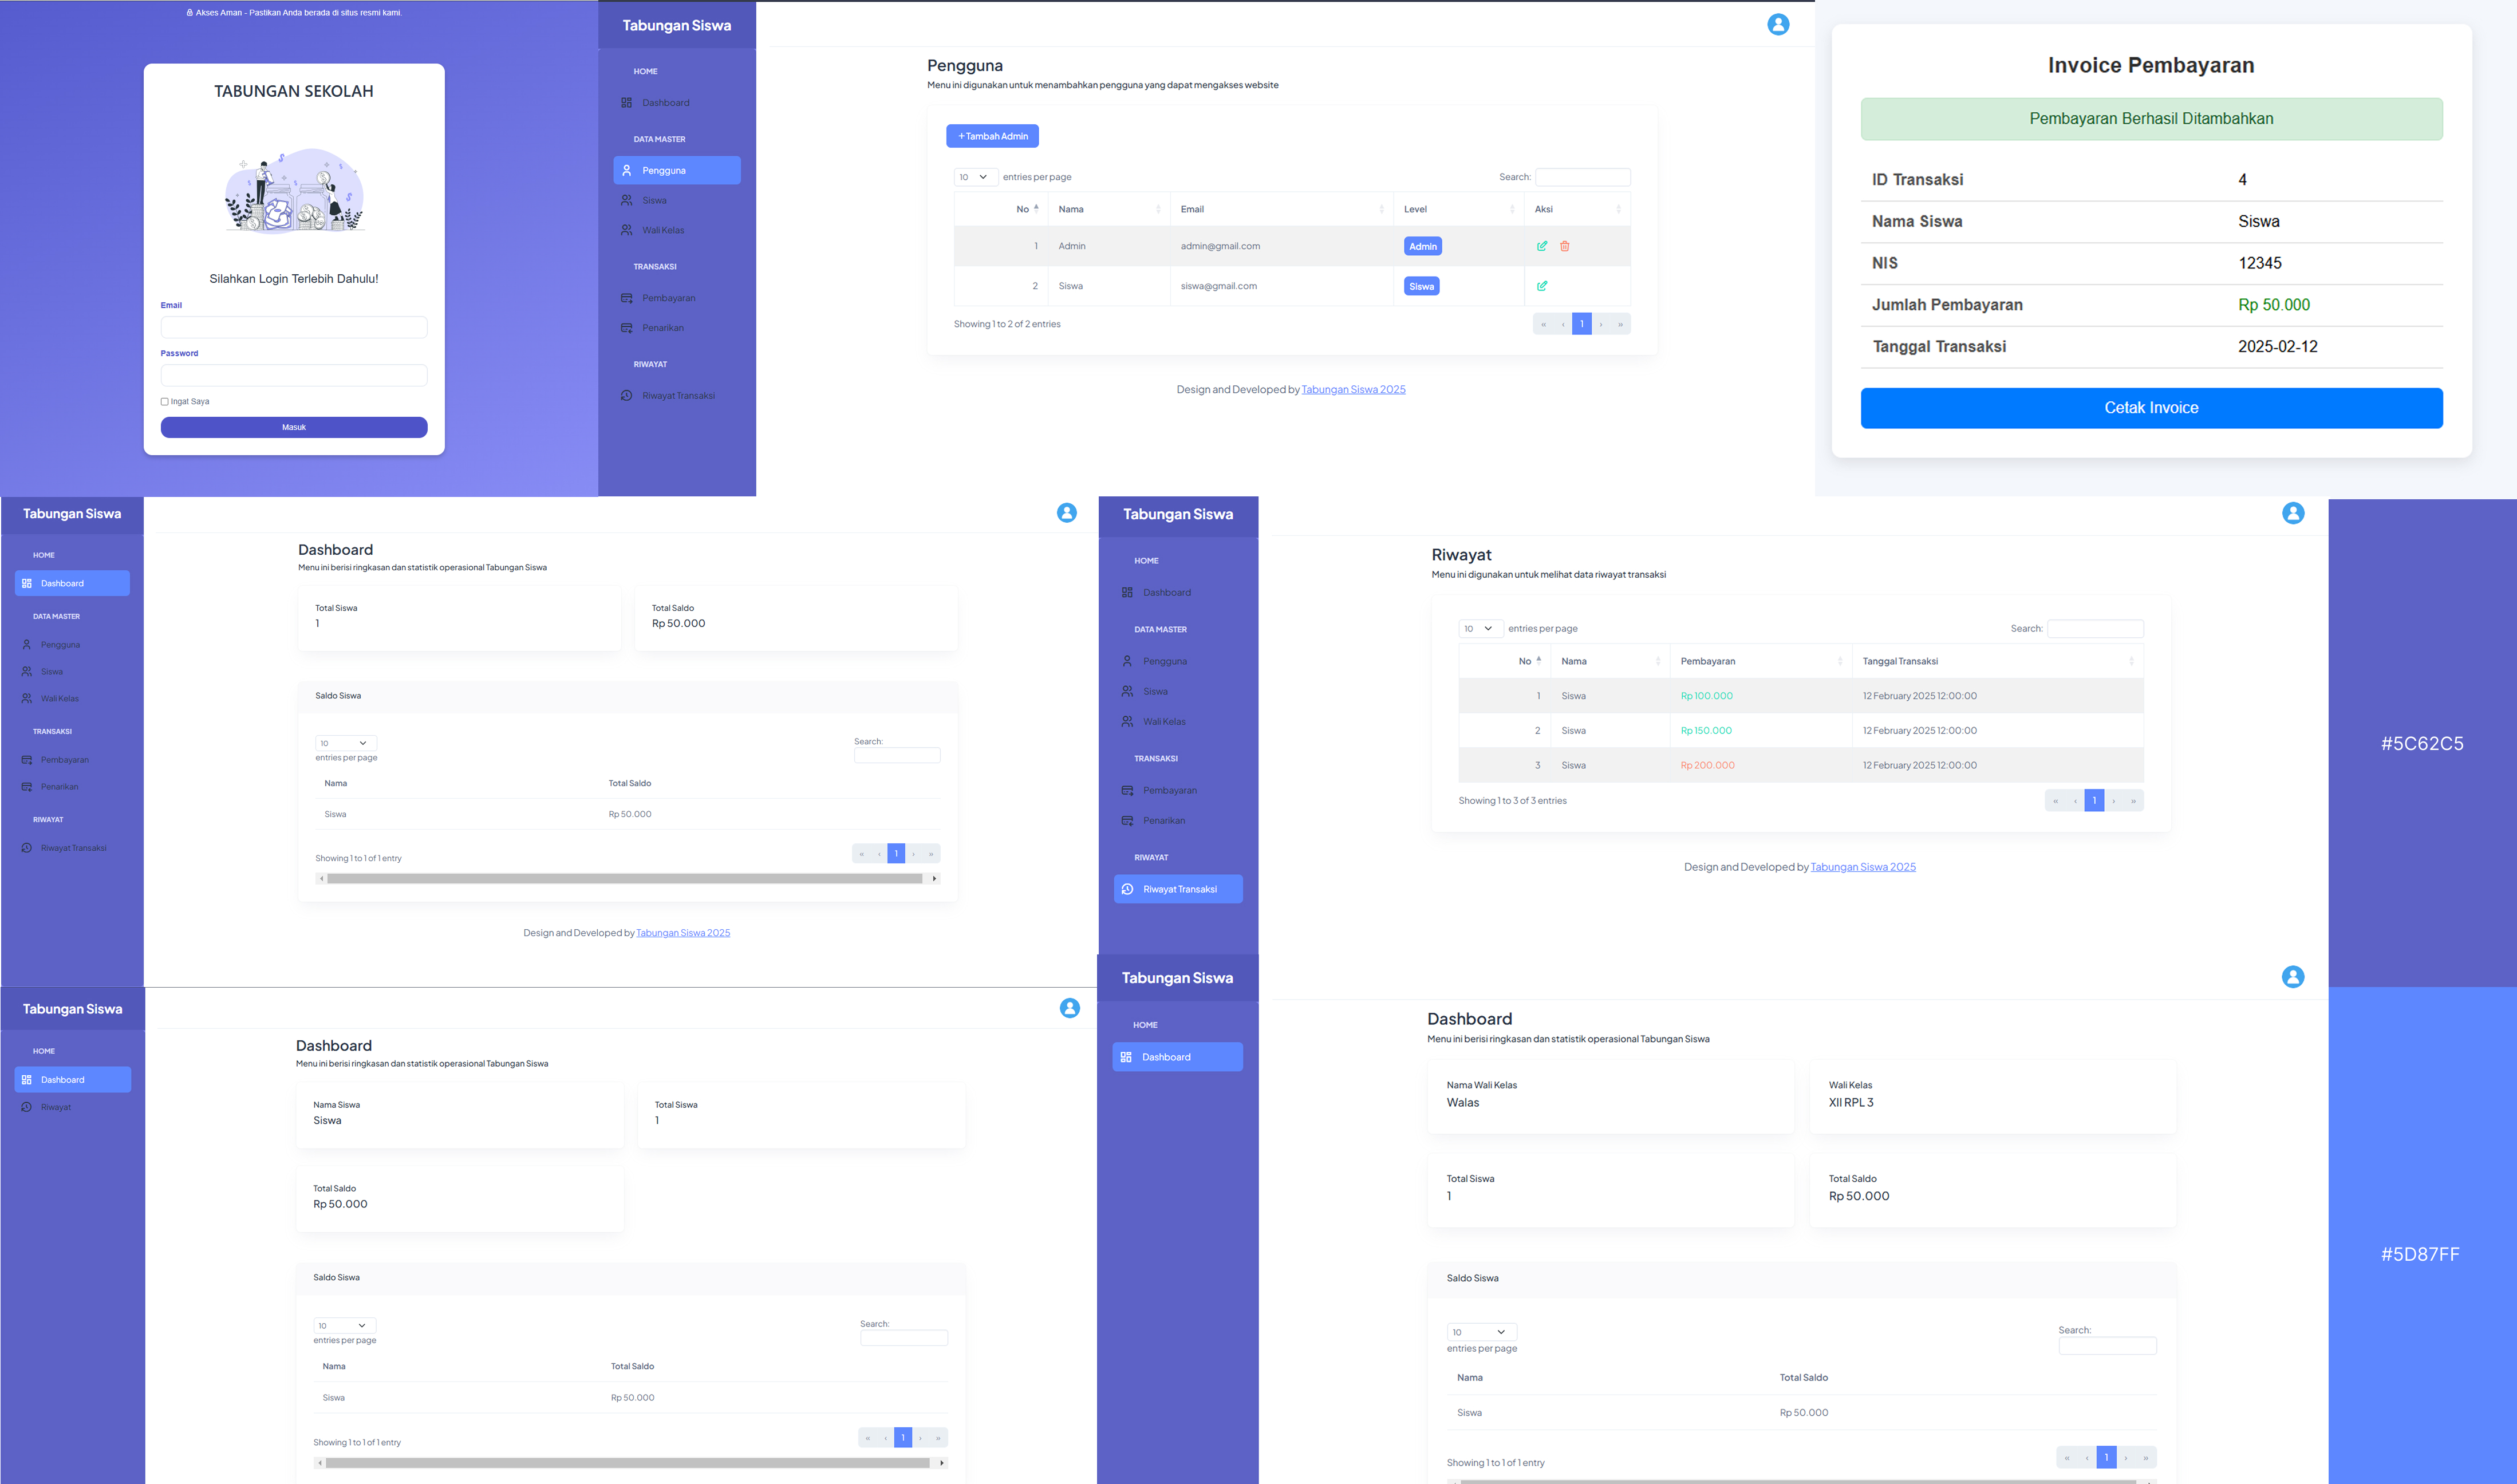 Akses Aman - Pastikan Anda berada di situs resmi kami.
TABUNGAN SEKOLAH
Silahkan Login Terlebih Dahulu!
Email
Password
Ingat Saya
Masuk
Tabungan Siswa
HOME
Dashboard
DATA MASTER
Pengguna
Siswa
Wali Kelas
TRANSAKSI
Pembayaran
Penarikan
RIWAYAT
Riwayat Transaksi
Pengguna
Menu ini digunakan untuk menambahkan pengguna yang dapat mengakses website
+Tambah Admin
10 entries per page Search:
No Nama Email Level Aksi
1 Admin admin@gmail.com Admin
2 Siswa siswa@gmail.com Siswa
Showing 1 to 2 of 2 entries « ‹ 1 › »
Design and Developed by Tabungan Siswa 2025
Invoice Pembayaran
Pembayaran Berhasil Ditambahkan
ID Transaksi 4
Nama Siswa Siswa
NIS 12345
Jumlah Pembayaran Rp 50.000
Tanggal Transaksi 2025-02-12
Cetak Invoice
Tabungan Siswa
HOME
Dashboard
DATA MASTER
Pengguna
Siswa
Wali Kelas
TRANSAKSI
Pembayaran
Penarikan
RIWAYAT
Riwayat Transaksi
Dashboard
Menu ini berisi ringkasan dan statistik operasional Tabungan Siswa
Total Siswa
1
Total Saldo
Rp 50.000
Saldo Siswa
10
entries per page
Search:
Nama Total Saldo
Siswa Rp 50.000
Showing 1 to 1 of 1 entry « ‹ 1 › »
Design and Developed by Tabungan Siswa 2025
Tabungan Siswa
HOME
Dashboard
DATA MASTER
Pengguna
Siswa
Wali Kelas
TRANSAKSI
Pembayaran
Penarikan
RIWAYAT
Riwayat Transaksi
Riwayat
Menu ini digunakan untuk melihat data riwayat transaksi
10 entries per page Search:
No Nama Pembayaran Tanggal Transaksi
1 Siswa Rp 100.000 12 February 2025 12:00:00
2 Siswa Rp 150.000 12 February 2025 12:00:00
3 Siswa Rp 200.000 12 February 2025 12:00:00
Showing 1 to 3 of 3 entries « ‹ 1 › »
Design and Developed by Tabungan Siswa 2025
#5C62C5
Tabungan Siswa
HOME
Dashboard
Riwayat
Dashboard
Menu ini berisi ringkasan dan statistik operasional Tabungan Siswa
Nama Siswa
Siswa
Total Siswa
1
Total Saldo
Rp 50.000
Saldo Siswa
10
entries per page
Search:
Nama Total Saldo
Siswa Rp 50.000
Showing 1 to 1 of 1 entry « ‹ 1 › »
Tabungan Siswa
HOME
Dashboard
Dashboard
Menu ini berisi ringkasan dan statistik operasional Tabungan Siswa
Nama Wali Kelas
Walas
Wali Kelas
XII RPL 3
Total Siswa
1
Total Saldo
Rp 50.000
Saldo Siswa
10
entries per page
Search:
Nama Total Saldo
Siswa Rp 50.000
Showing 1 to 1 of 1 entry « ‹ 1 › »
#5D87FF